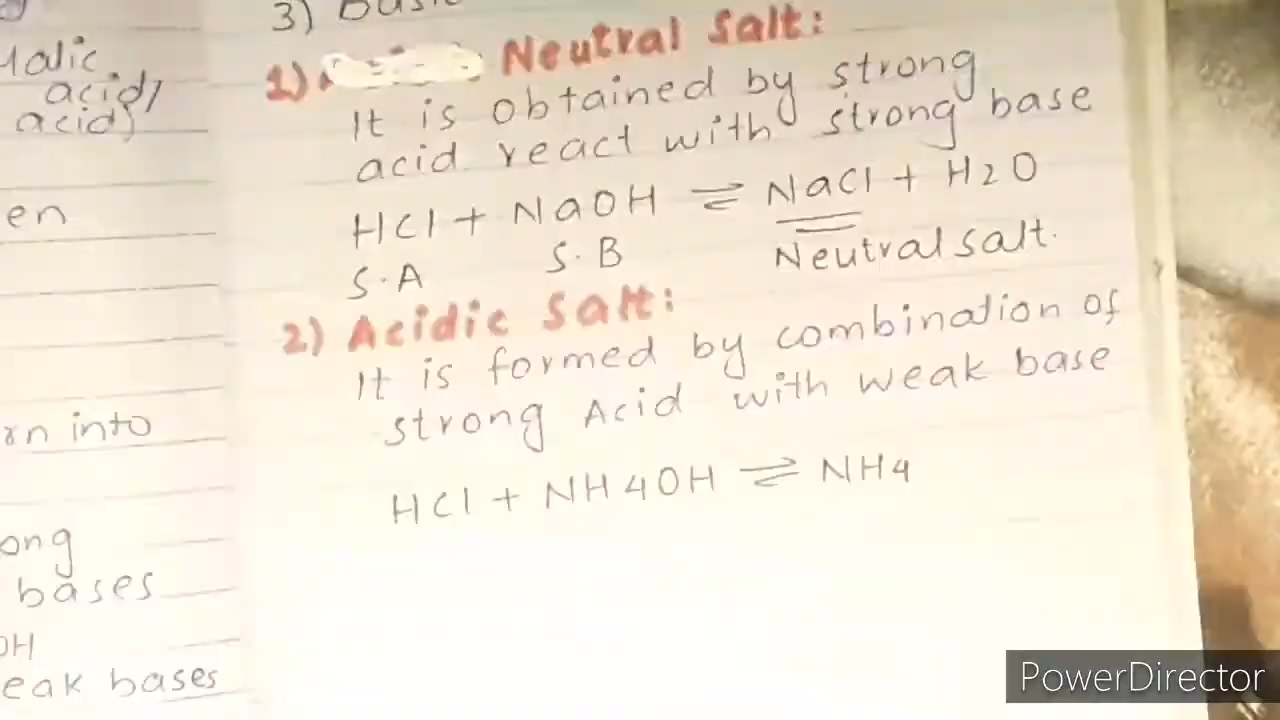 Malic
acid/
acid)
en
into
ong
bases
OH
eak bases
3)
1) Neutral Salt:
It is obtained by strong
acid react with strong base
HCl + NaOH ⇌ NaCl + H2O
S.A S.B Neutral salt.
2) Acidic Salt:
It is formed by combination of
strong Acid with weak base
HCl + NH4OH ⇌ NH4
PowerDirector